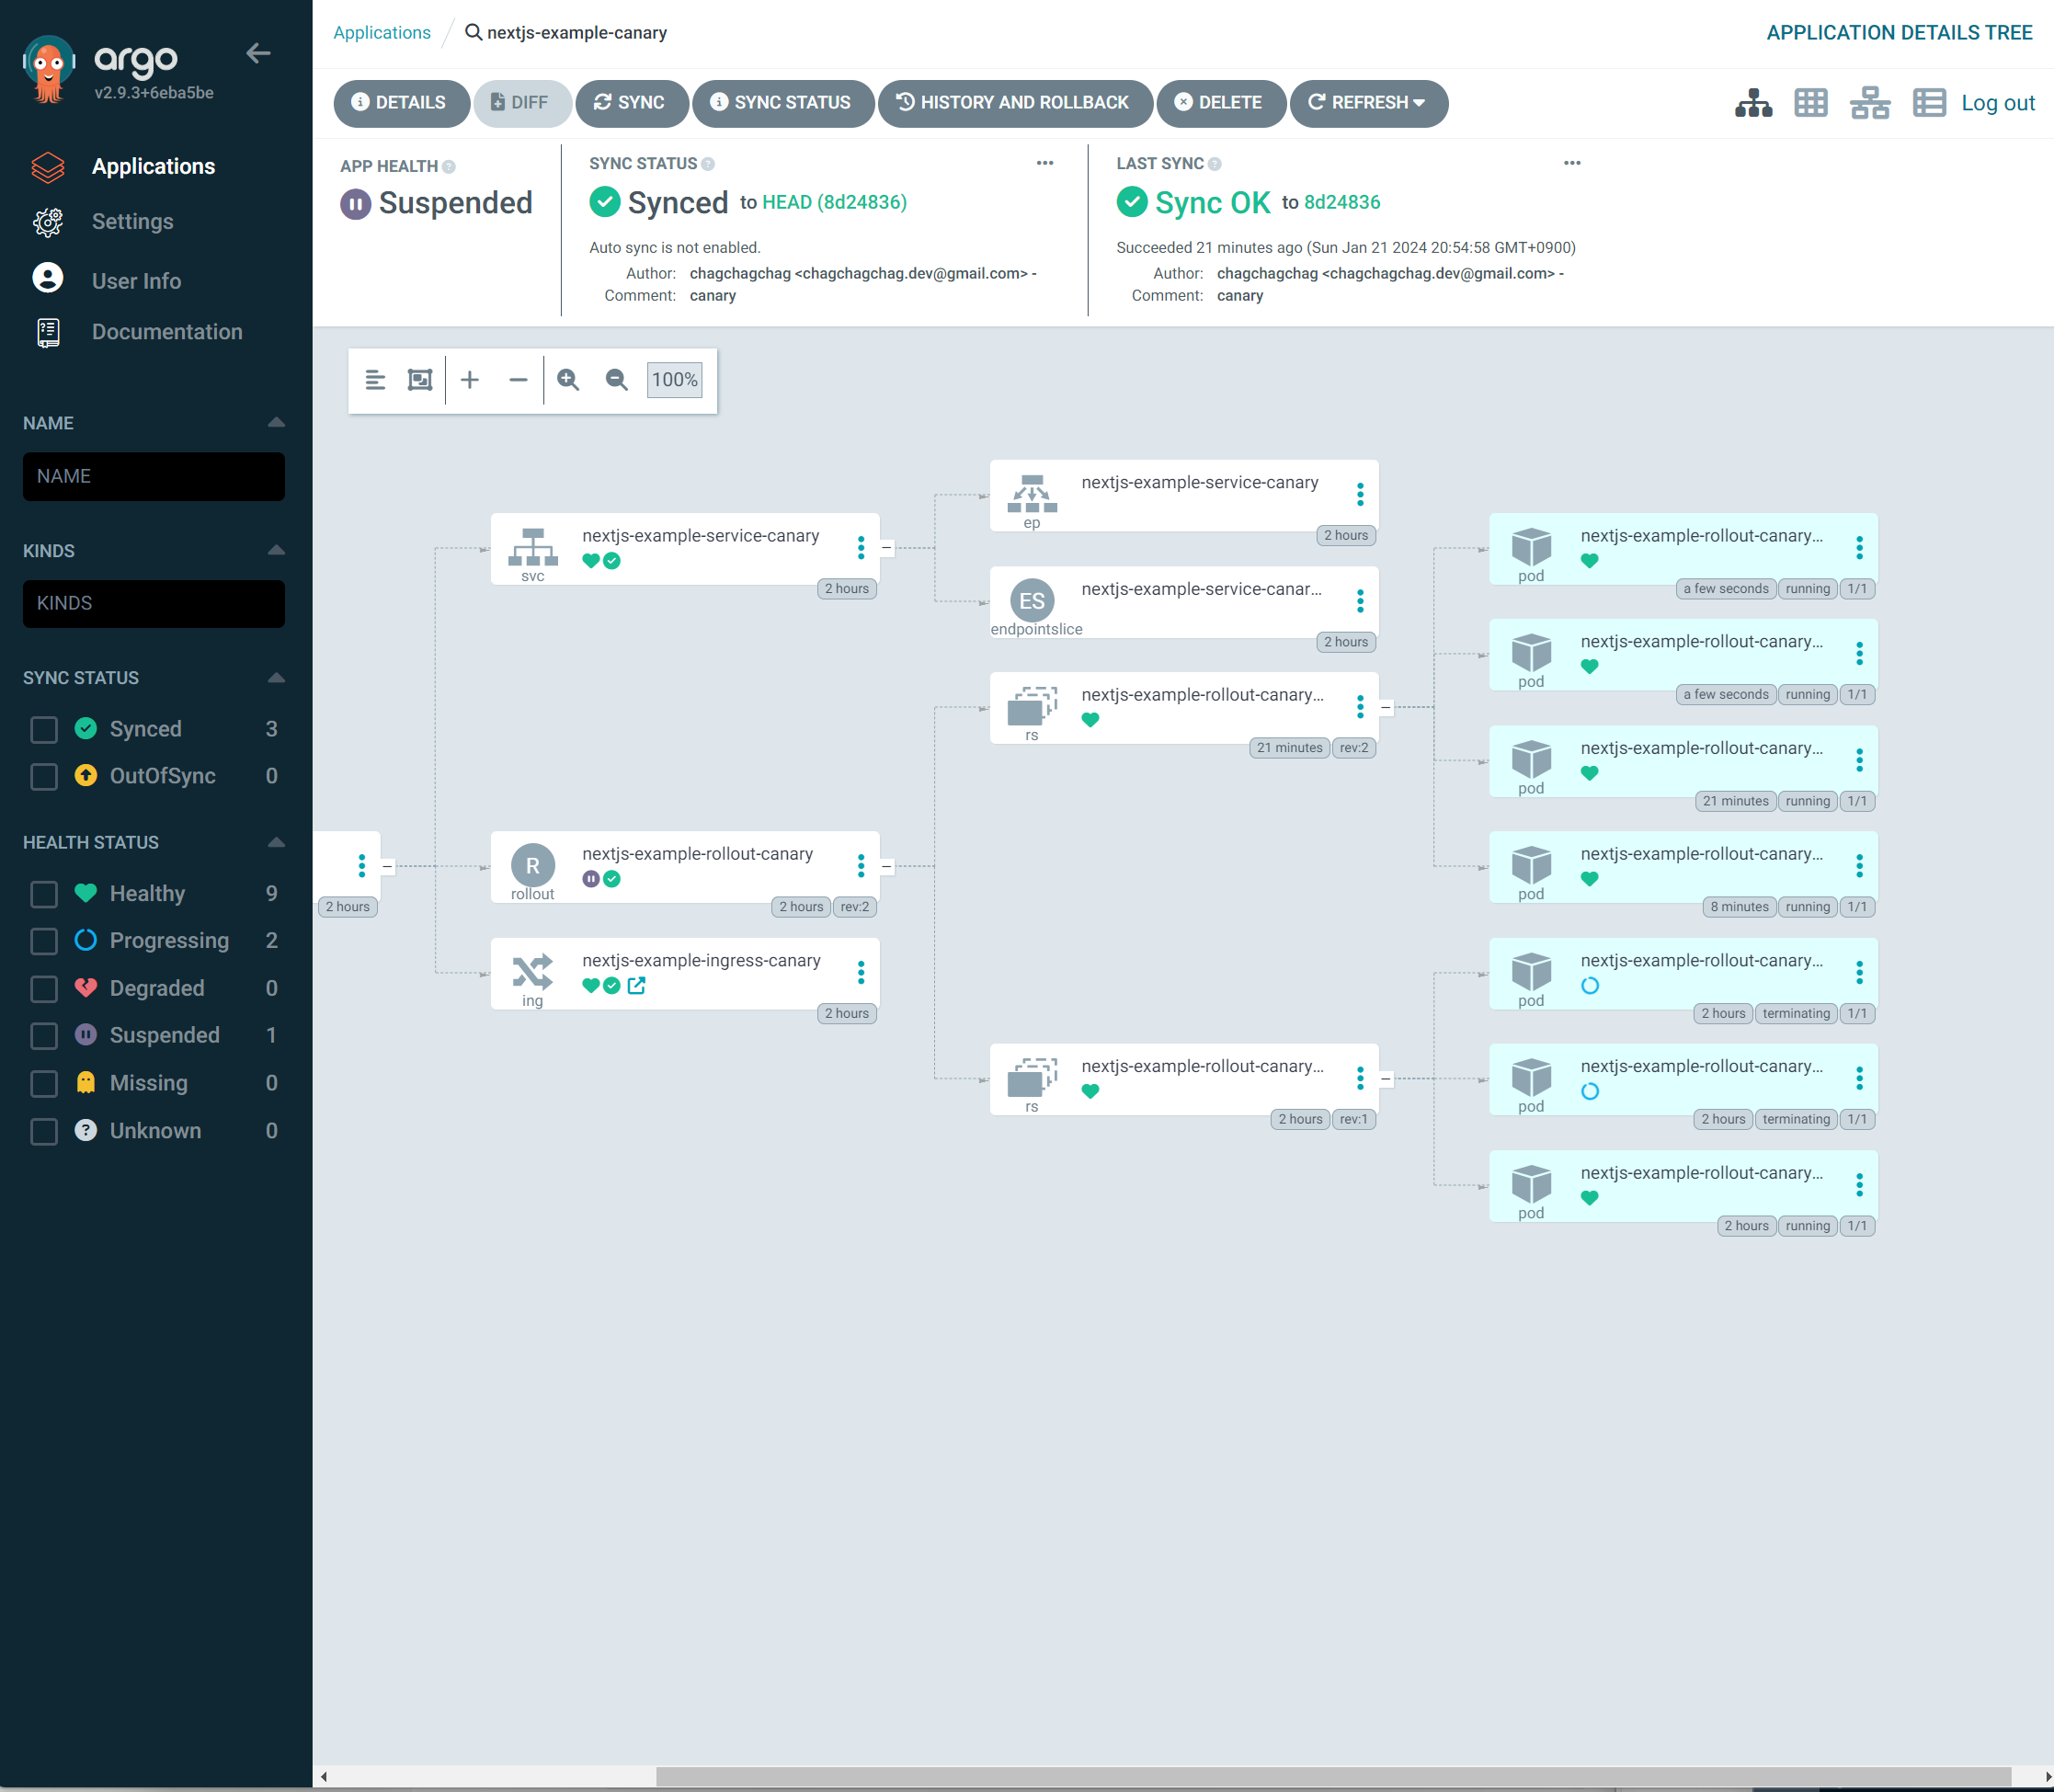 argo
v2.9.3+6eba5be
Applications
Settings
User Info
Documentation
NAME
NAME
KINDS
KINDS
SYNC STATUS
Synced 3
OutOfSync 0
HEALTH STATUS
Healthy 9
Progressing 2
Degraded 0
Suspended 1
Missing 0
Unknown 0
Applications / nextjs-example-canary
APPLICATION DETAILS TREE
DETAILS DIFF SYNC SYNC STATUS HISTORY AND ROLLBACK DELETE REFRESH
Log out
APP HEALTH
Suspended
SYNC STATUS
Synced to HEAD (8d24836)
Auto sync is not enabled.
Author: chagchagchag <chagchagchag.dev@gmail.com> -
Comment: canary
LAST SYNC
Sync OK to 8d24836
Succeeded 21 minutes ago (Sun Jan 21 2024 20:54:58 GMT+0900)
Author: chagchagchag <chagchagchag.dev@gmail.com> -
Comment: canary
100%
2 hours
nextjs-example-service-canary
svc
2 hours
R
nextjs-example-rollout-canary
rollout
2 hours rev:2
nextjs-example-ingress-canary
ing
2 hours
nextjs-example-service-canary
ep
2 hours
ES
nextjs-example-service-canar...
endpointslice
2 hours
nextjs-example-rollout-canary...
rs
21 minutes rev:2
nextjs-example-rollout-canary...
rs
2 hours rev:1
nextjs-example-rollout-canary...
pod
a few seconds running 1/1
nextjs-example-rollout-canary...
pod
a few seconds running 1/1
nextjs-example-rollout-canary...
pod
21 minutes running 1/1
nextjs-example-rollout-canary...
pod
8 minutes running 1/1
nextjs-example-rollout-canary...
pod
2 hours terminating 1/1
nextjs-example-rollout-canary...
pod
2 hours terminating 1/1
nextjs-example-rollout-canary...
pod
2 hours running 1/1